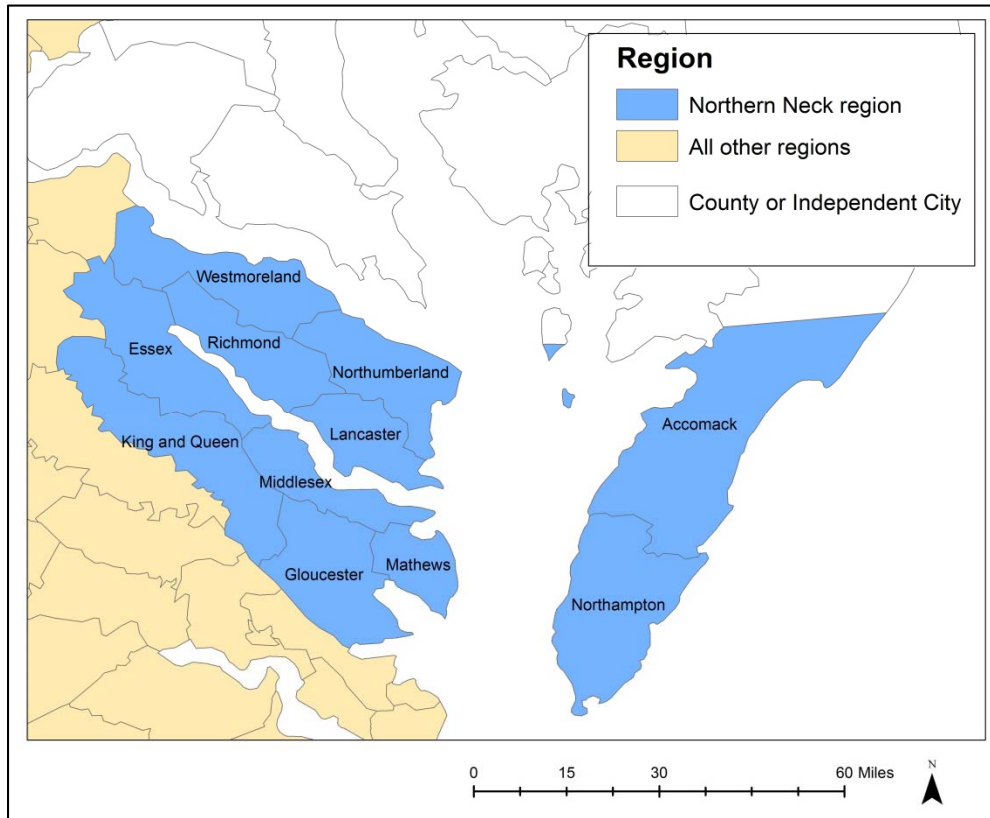 Region
Northern Neck region
All other regions
County or Independent City
Westmoreland
Richmond
Essex
Northumberland
Accomack
Lancaster
King and Queen
Middlesex
Mathews
Gloucester
Northampton
N
0 15 30 60 Miles